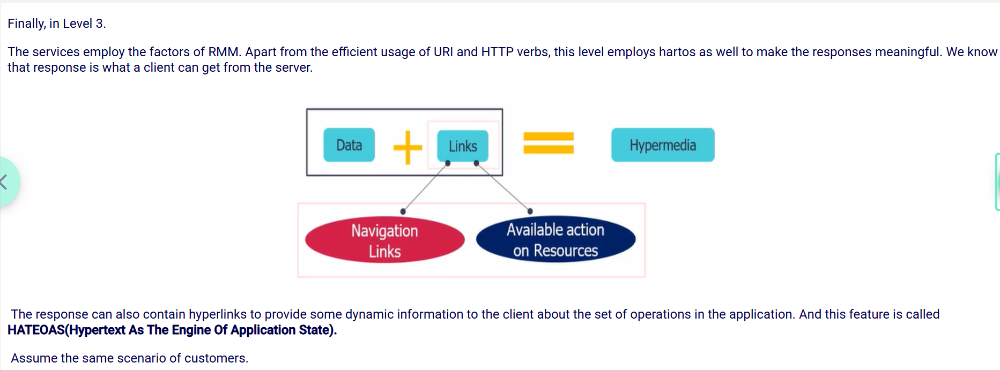 Finally, in Level 3.
The services employ the factors of RMM. Apart from the efficient usage of URI and HTTP verbs, this level employs hartos as well to make the responses meaningful. We know
that response is what a client can get from the server.
Data
Links
Hypermedia
Navigation
Links
Available action
on Resources
The response can also contain hyperlinks to provide some dynamic information to the client about the set of operations in the application. And this feature is called
HATEOAS(Hypertext As The Engine Of Application State).
Assume the same scenario of customers.